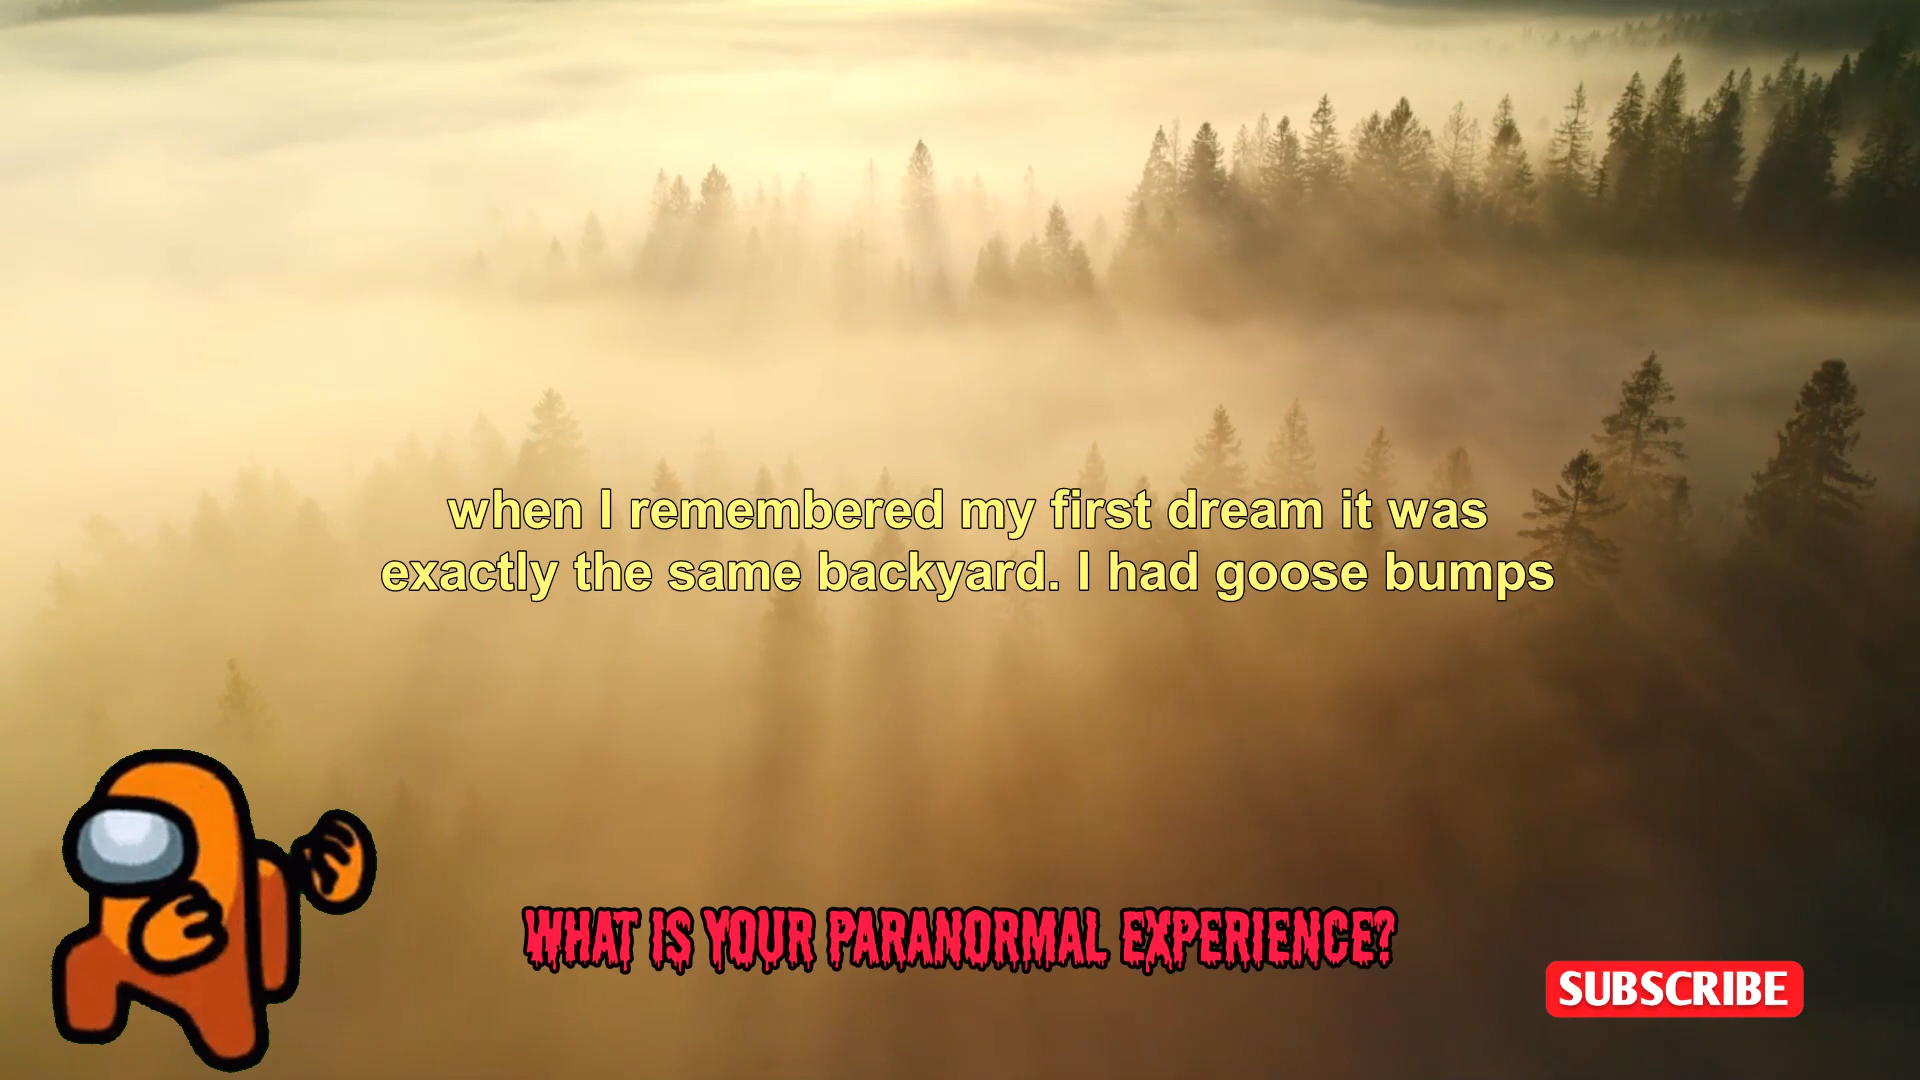 when I remembered my first dream it was
exactly the same backyard. I had goose bumps
WHAT IS YOUR PARANORMAL EXPERIENCE?
SUBSCRIBE